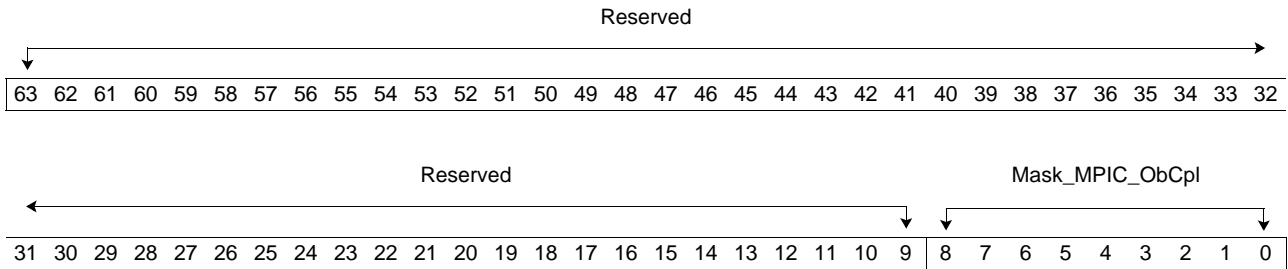 Reserved
63 62 61 60 59 58 57 56 55 54 53 52 51 50 49 48 47 46 45 44 43 42 41 40 39 38 37 36 35 34 33 32
Reserved Mask_MPIC_ObCpl
31 30 29 28 27 26 25 24 23 22 21 20 19 18 17 16 15 14 13 12 11 10 9 8 7 6 5 4 3 2 1 0